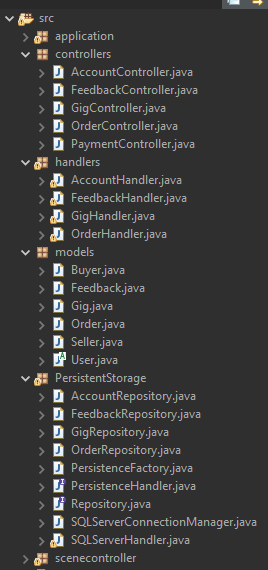 src
application
controllers
AccountController.java
FeedbackController.java
GigController.java
OrderController.java
PaymentController.java
handlers
AccountHandler.java
FeedbackHandler.java
GigHandler.java
OrderHandler.java
models
Buyer.java
Feedback.java
Gig.java
Order.java
Seller.java
User.java
PersistentStorage
AccountRepository.java
FeedbackRepository.java
GigRepository.java
OrderRepository.java
PersistenceFactory.java
PersistenceHandler.java
Repository.java
SQLServerConnectionManager.java
SQLServerHandler.java
scenecontroller